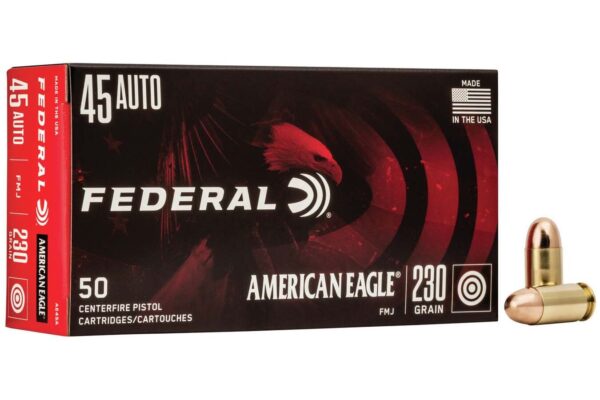 45 AUTO
MADE
IN THE USA
FEDERAL®
50
CENTERFIRE PISTOL
CARTRIDGES/CARTOUCHES
AMERICAN EAGLE®
FMJ
230
GRAIN
MADE IN THE USA
45 AUTO
FEDERAL
FMJ
230
GRAIN
AMERICAN EAGLE
AE45A